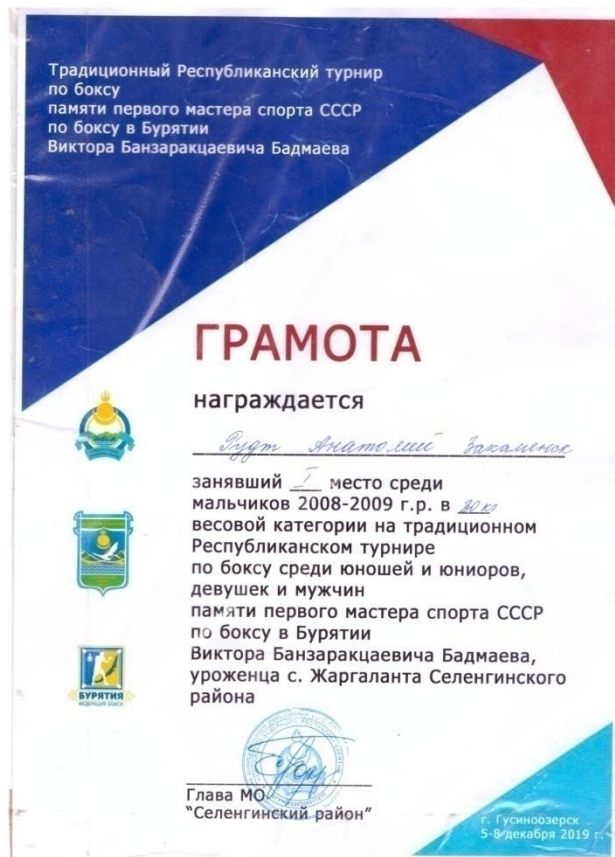 Традиционный Республиканский турнир
по боксу
памяти первого мастера спорта СССР
по боксу в Бурятии
Виктора Банзаракцаевича Бадмаева
ГРАМОТА
награждается
Рудт Анатолий Закаменск
занявший I место среди
мальчиков 2008-2009 г.р. в 30 кг
весовой категории на традиционном
Республиканском турнире
по боксу среди юношей и юниоров,
девушек и мужчин
памяти первого мастера спорта СССР
по боксу в Бурятии
Виктора Банзаракцаевича Бадмаева,
уроженца с. Жаргаланта Селенгинского
района
БУРЯТИЯ
ФЕДЕРАЦИЯ БОКСА
Глава МО
"Селенгинский район"
г. Гусиноозерск
5-8 декабря 2019 г.